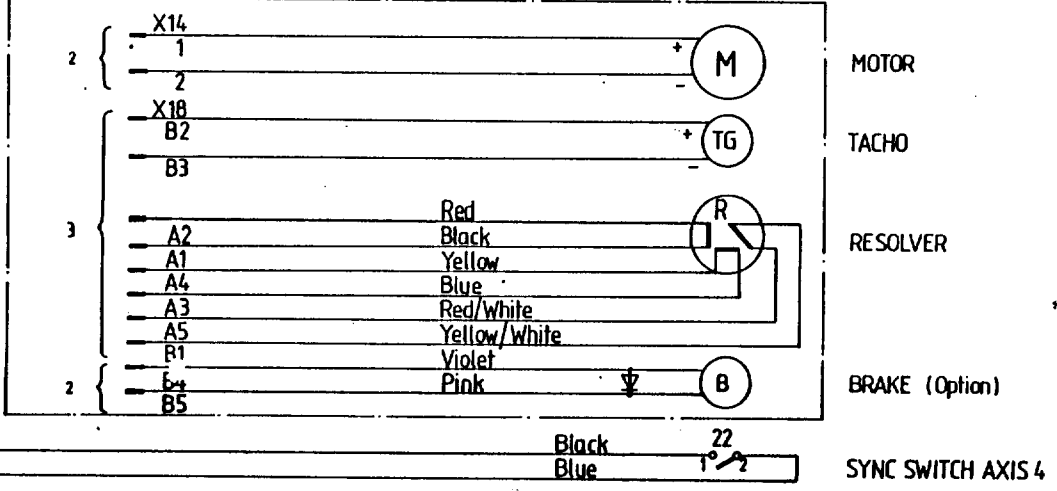 X14
1
2
2
+
-
M
MOTOR
X18
B2
B3
+
-
TG
TACHO
3
Red
R
A2 Black
RESOLVER
A1 Yellow
A4 Blue
A3 Red/White
A5 Yellow/White
B1 Violet
2
B4 Pink
B
BRAKE (Option)
B5
Black
22
1 2
Blue
SYNC SWITCH AXIS 4